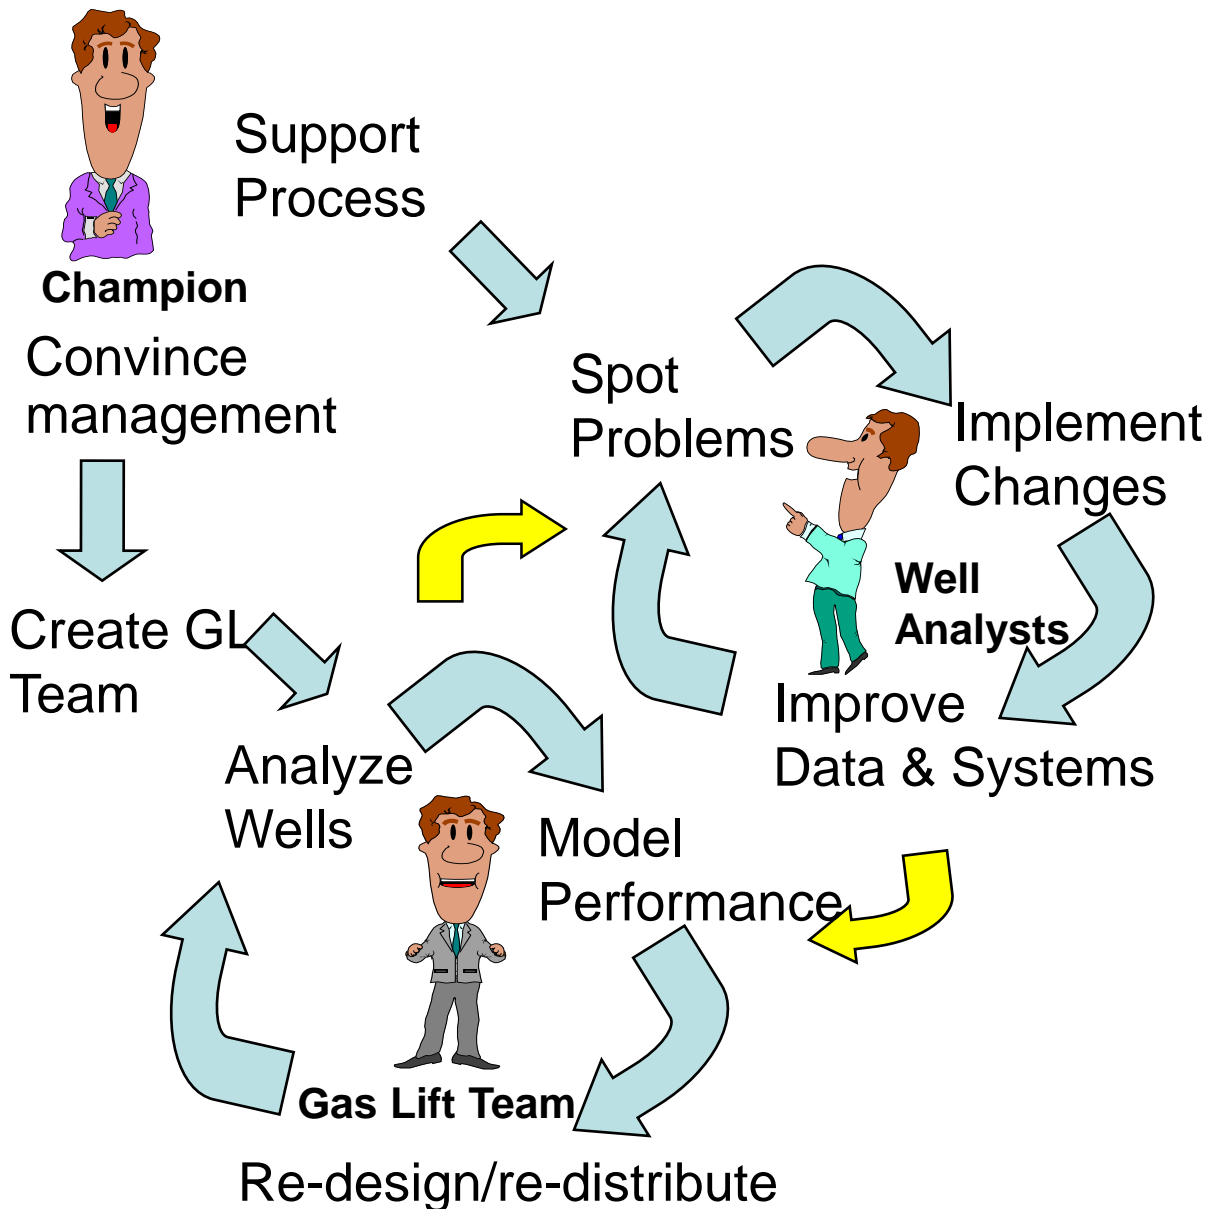 Support
Process
Champion
Convince
management
Spot
Problems
Implement
Changes
Well
Analysts
Create GL
Team
Improve
Data & Systems
Analyze
Wells
Model
Performance
Gas Lift Team
Re-design/re-distribute